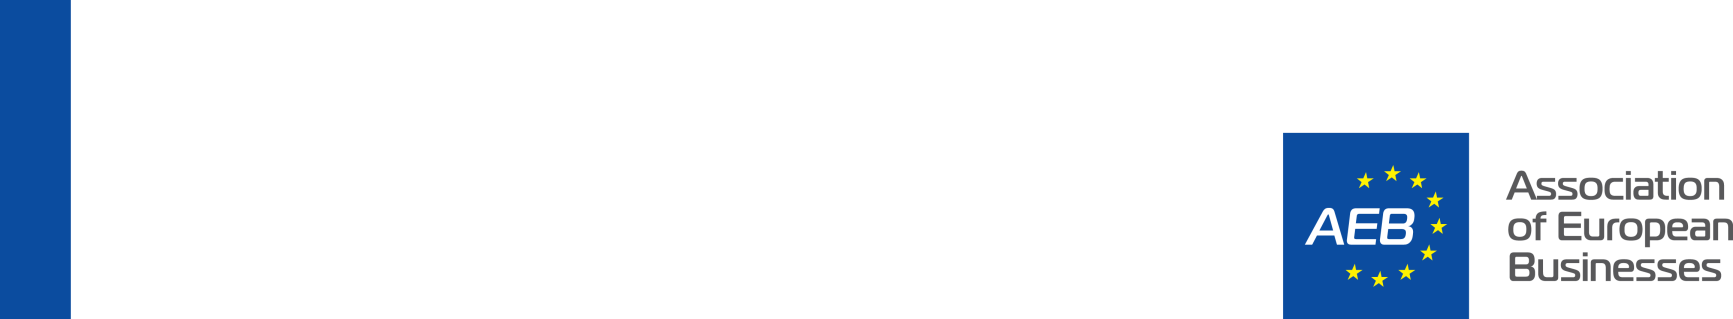 AEB
Association
of European
Businesses